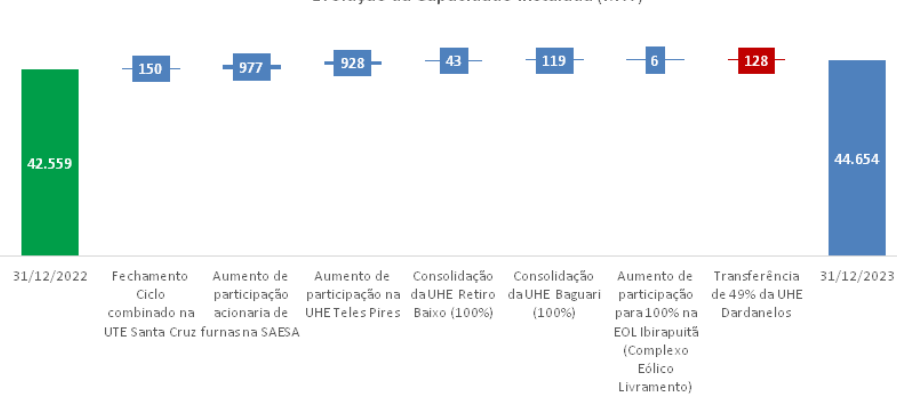 150
977
928
43
119
6
128
42.559
44.654
31/12/2022
Fechamento
Ciclo
combinado na
UTE Santa Cruz
Aumento de
participação
acionaria de
furnas na SAESA
Aumento de
participação na
UHE Teles Pires
Consolidação
da UHE Retiro
Baixo (100%)
Consolidação
da UHE Baguari
(100%)
Aumento de
participação
para 100% na
EOL Ibirapuitã
(Complexo
Eólico
Livramento)
Transferência
de 49% da UHE
Dardanelos
31/12/2023